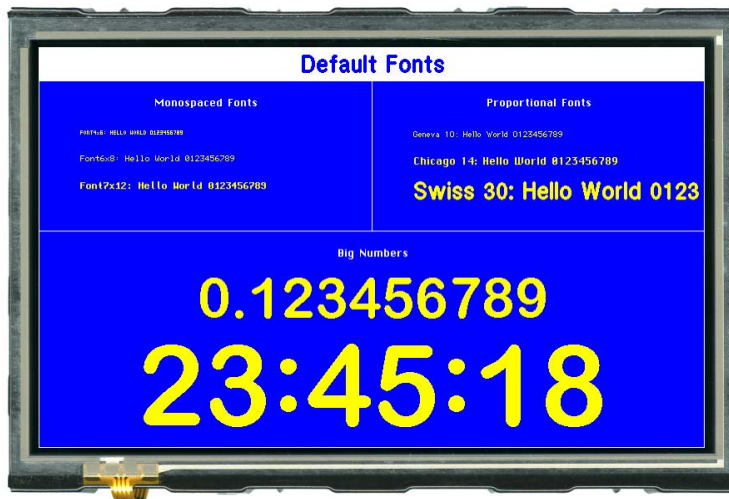 Default Fonts
Monospaced Fonts
FONT4x6: HELLO WORLD 0123456789
Font6x8: Hello World 0123456789
Font7x12: Hello World 0123456789
Proportional Fonts
Geneva 10: Hello World 0123456789
Chicago 14: Hello World 0123456789
Swiss 30: Hello World 0123
Big Numbers
0.123456789
23:45:18